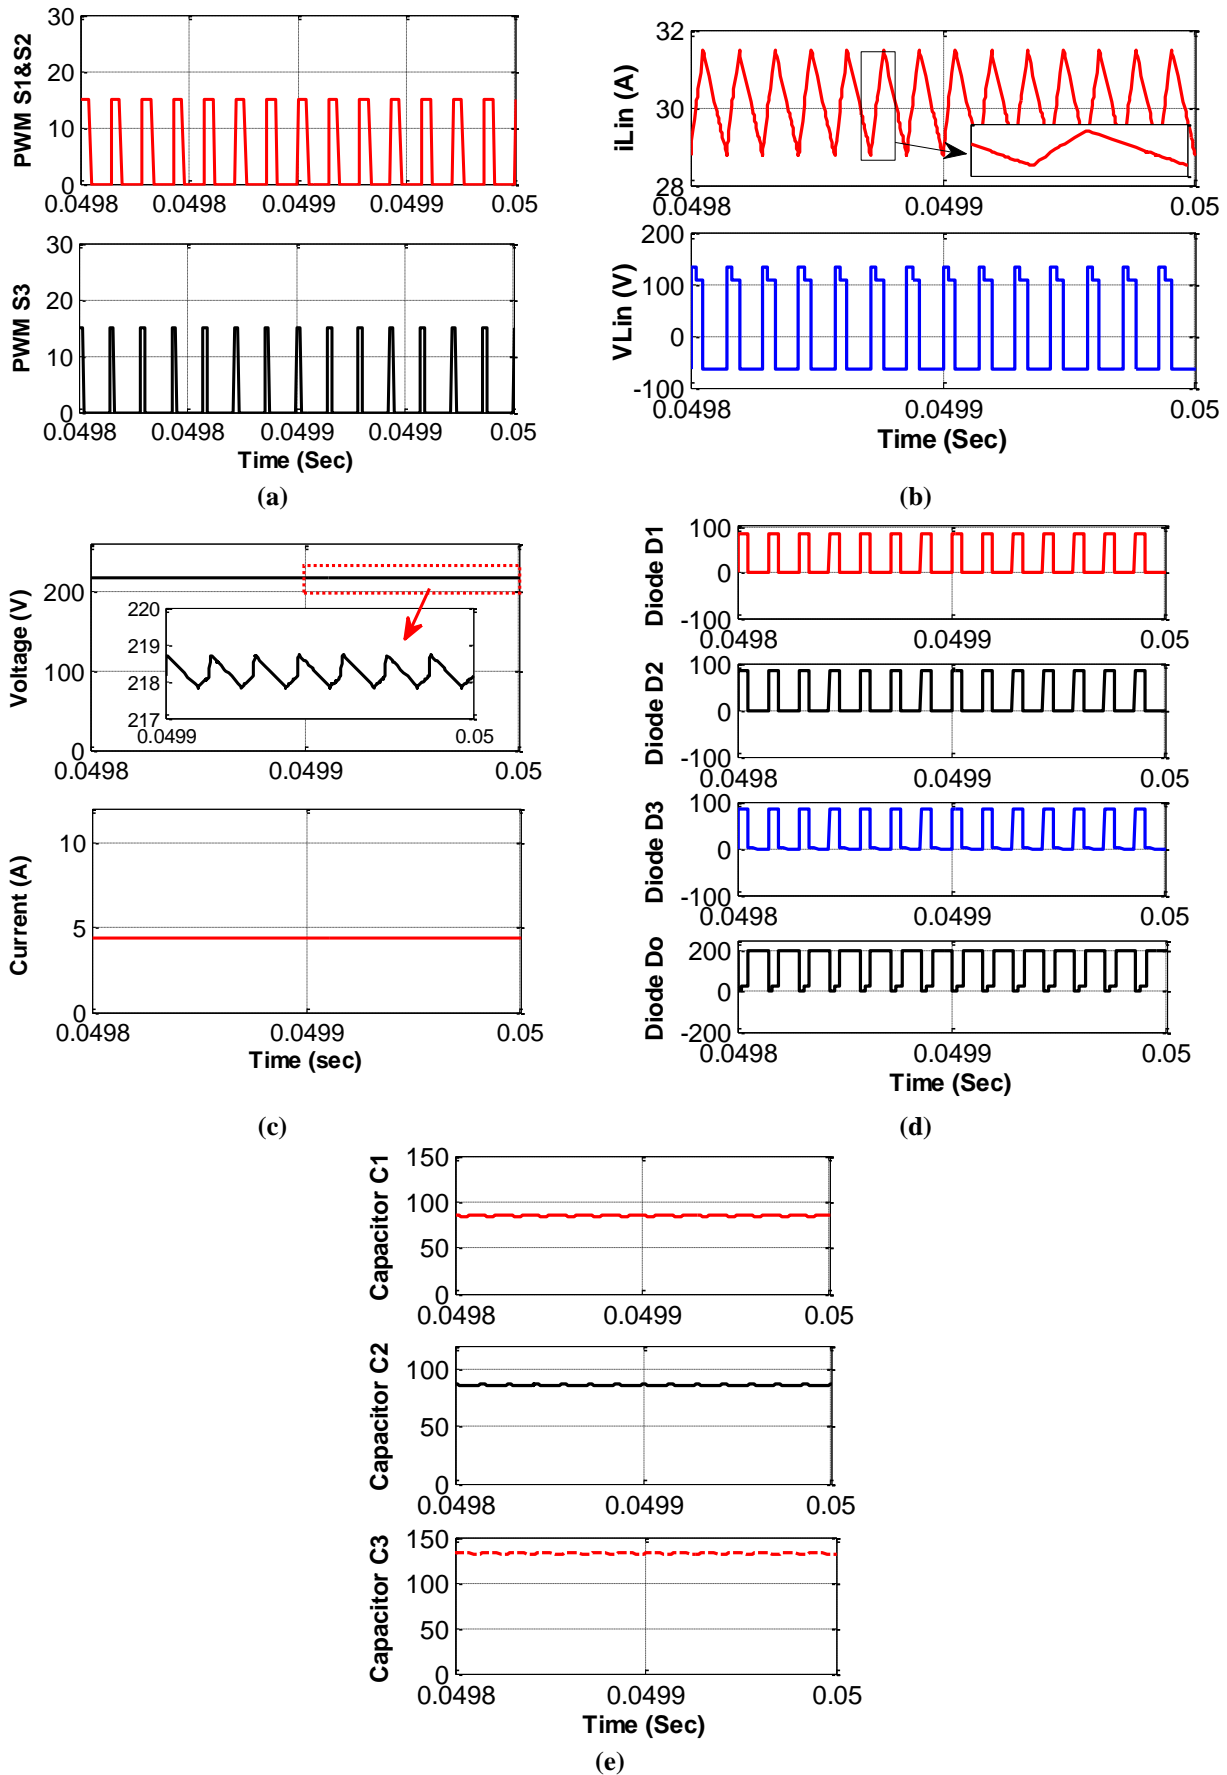 30
20
10
0
PWM S1&S2
0.0498 0.0498 0.0499 0.0499 0.05
30
20
10
0
PWM S3
0.0498 0.0498 0.0499 0.0499 0.05
Time (Sec)
(a)
32
30
28
iLin (A)
0.0498 0.0499 0.05
200
100
0
-100
VLin (V)
0.0498 0.0499 0.05
Time (Sec)
(b)
200
100
0
Voltage (V)
220
219
218
217
0.0499 0.05
0.0498 0.0499 0.05
10
5
0
Current (A)
0.0498 0.0499 0.05
Time (sec)
(c)
100
0
-100
Diode D1
0.0498 0.0499 0.05
100
0
-100
Diode D2
0.0498 0.0499 0.05
100
0
-100
Diode D3
0.0498 0.0499 0.05
200
0
-200
Diode Do
0.0498 0.0499 0.05
Time (Sec)
(d)
150
100
50
0
Capacitor C1
0.0498 0.0499 0.05
100
50
0
Capacitor C2
0.0498 0.0499 0.05
150
100
50
0
Capacitor C3
0.0498 0.0499 0.05
Time (Sec)
(e)